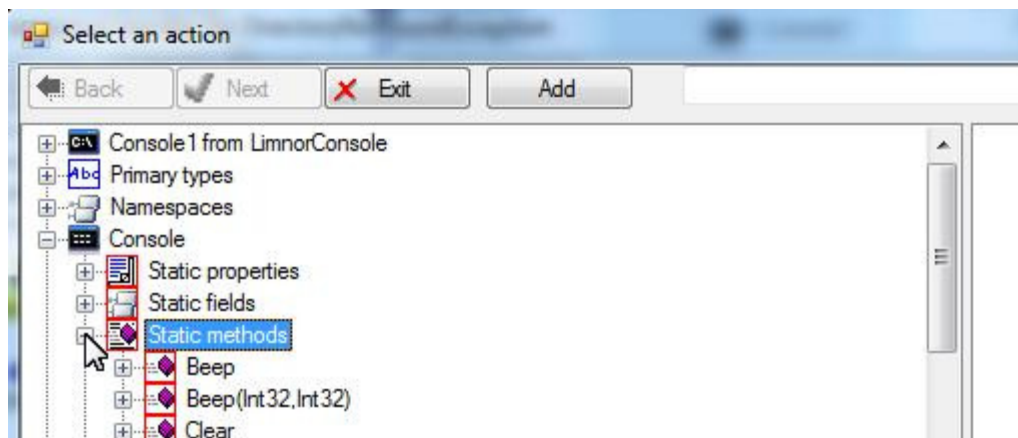 Select an action
Back Next Exit Add
C:\ Console1 from LimnorConsole
Abc Primary types
Namespaces
Console
Static properties
Static fields
Static methods
Beep
Beep(Int32,Int32)
Clear